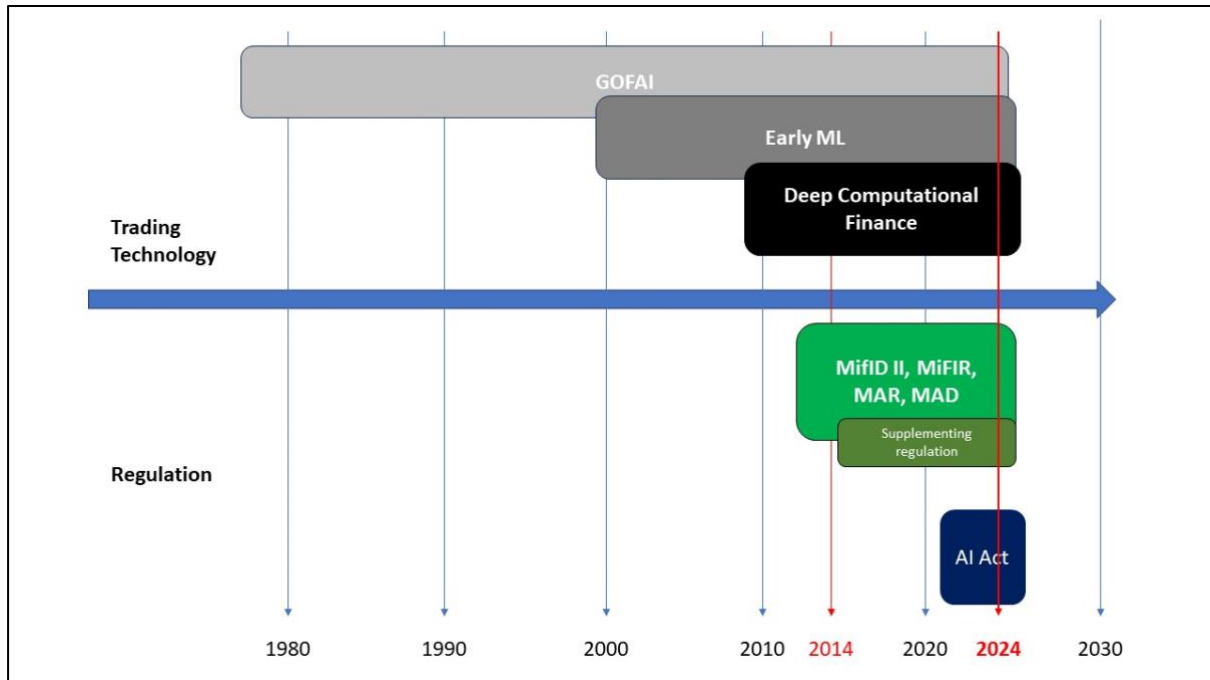 GOFAI
Early ML
Deep Computational
Finance
Trading
Technology
MifID II, MiFIR,
MAR, MAD
Supplementing
regulation
Regulation
AI Act
1980
1990
2000
2010
2014
2020
2024
2030